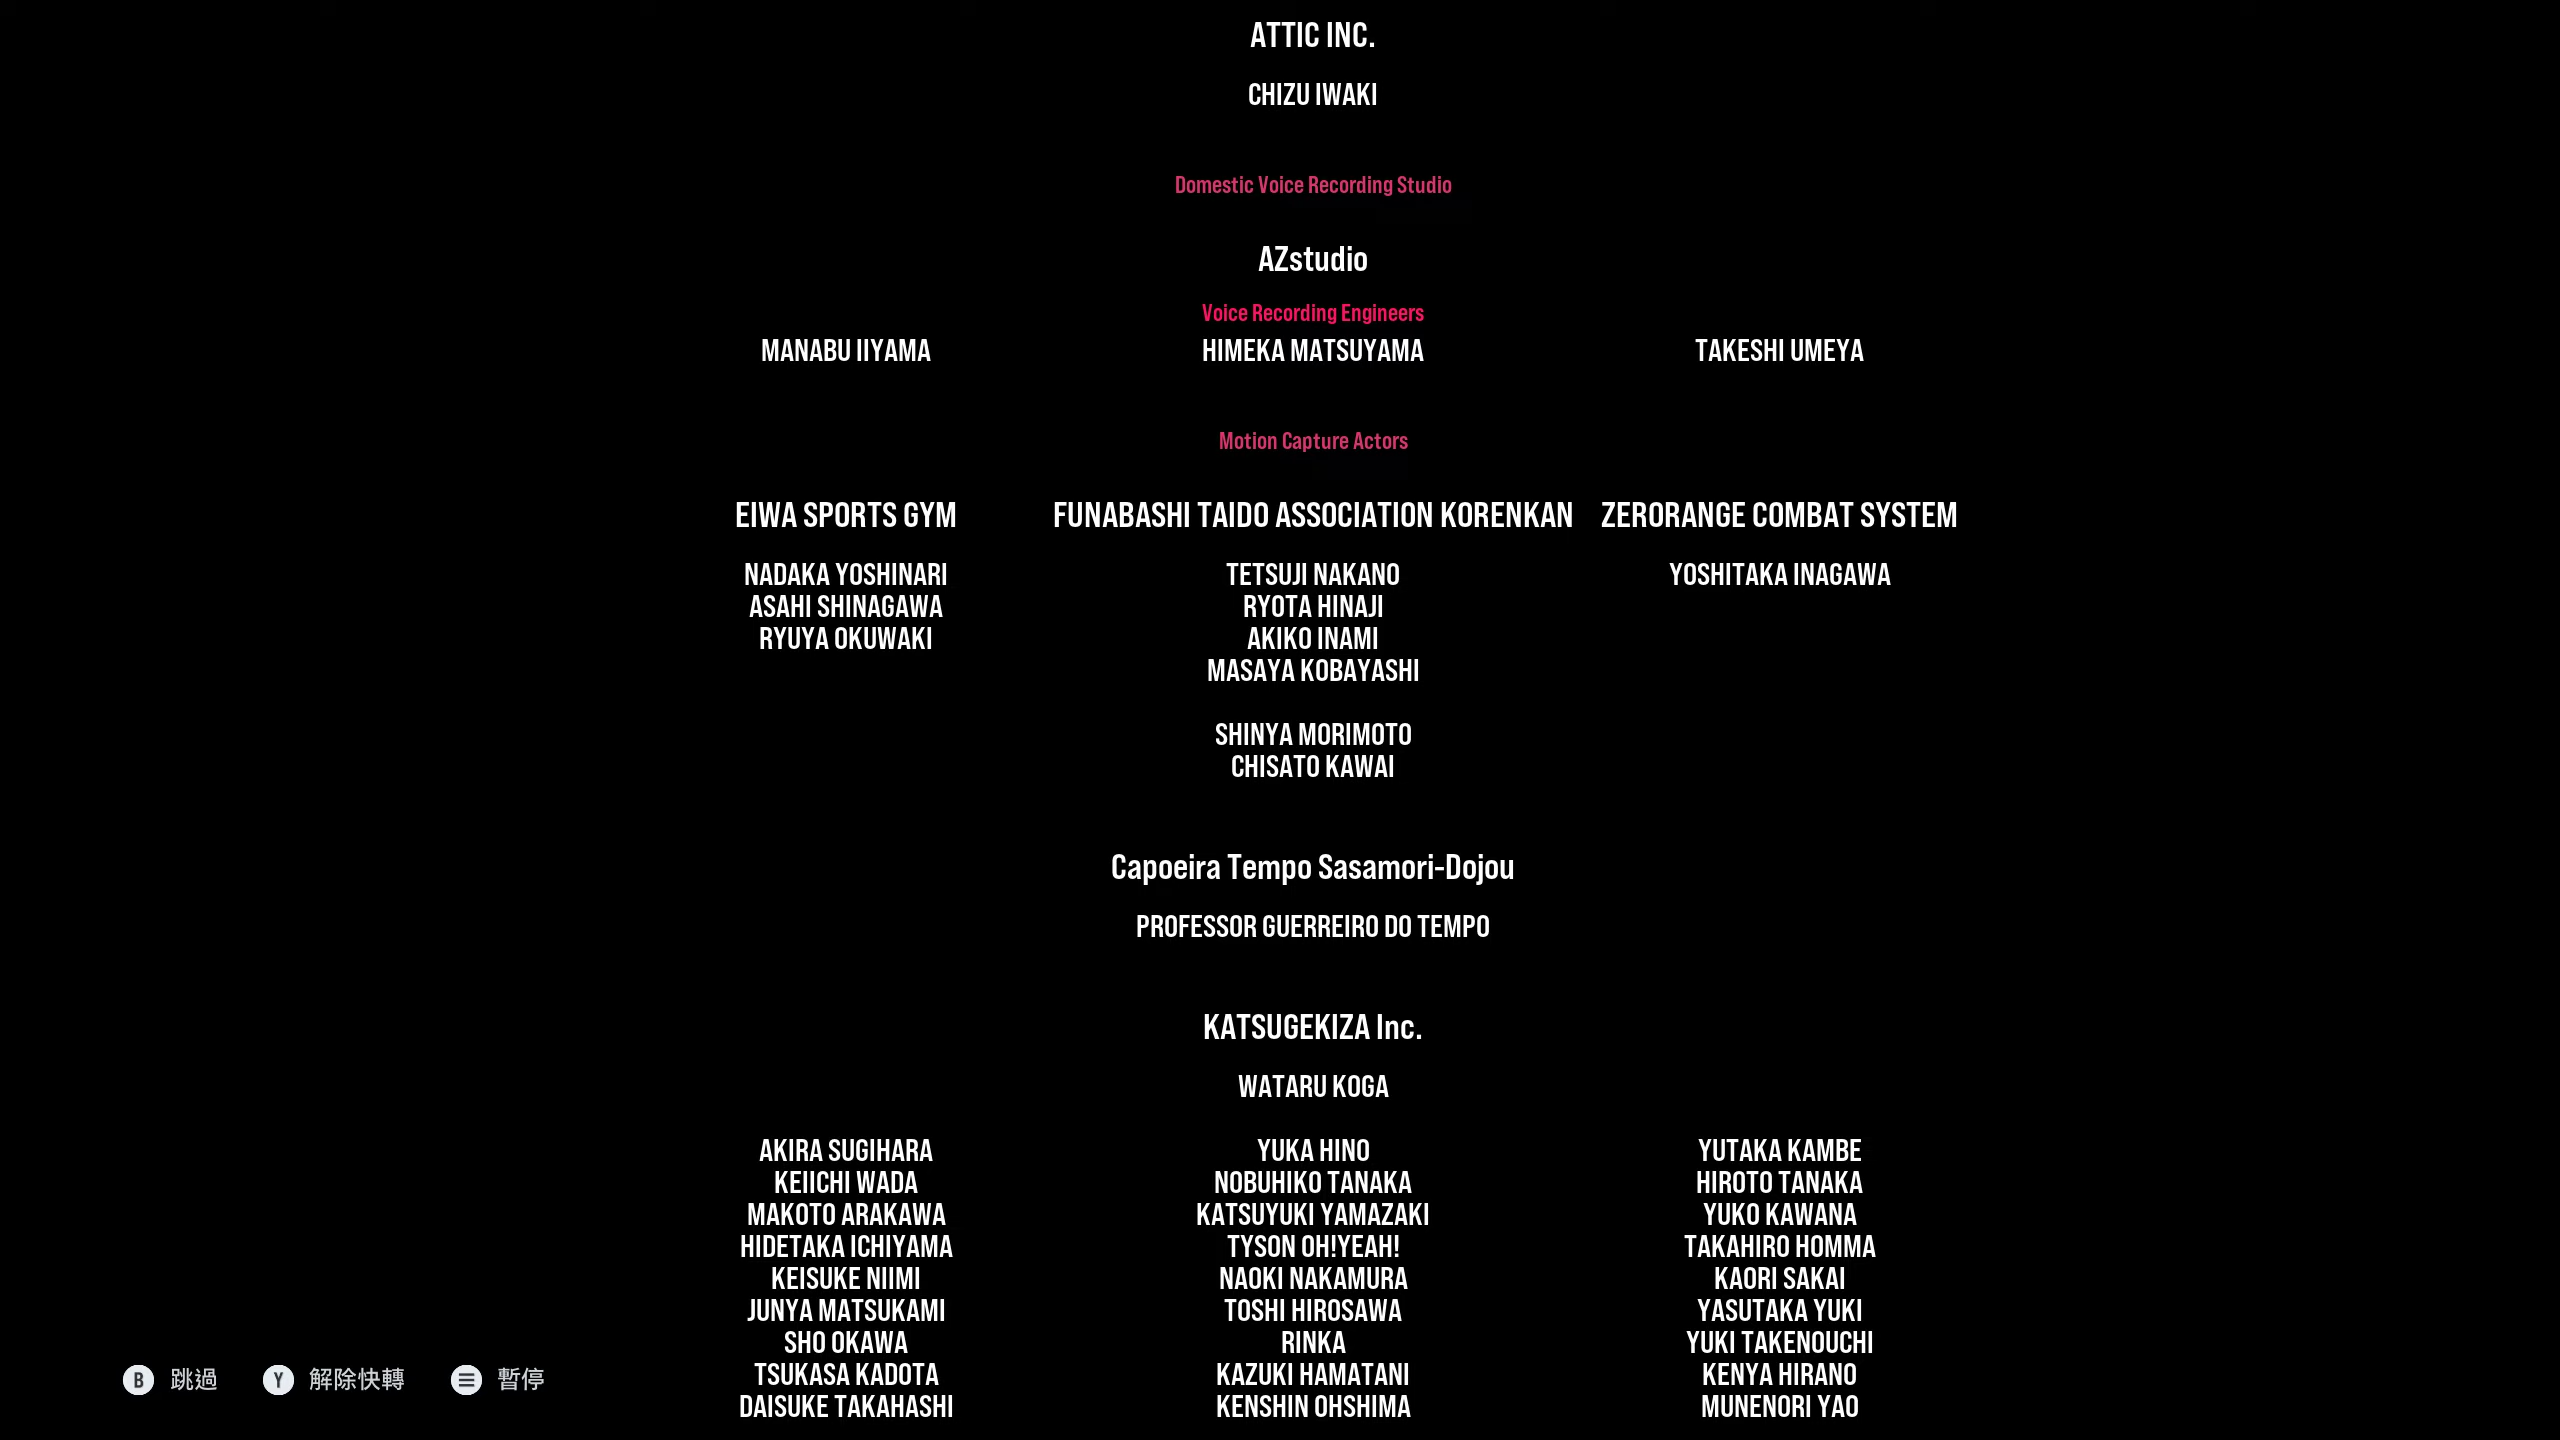 ATTIC INC.
CHIZU IWAKI
Domestic Voice Recording Studio
AZstudio
Voice Recording Engineers
MANABU IIYAMA HIMEKA MATSUYAMA TAKESHI UMEYA
Motion Capture Actors
EIWA SPORTS GYM FUNABASHI TAIDO ASSOCIATION KORENKAN ZERORANGE COMBAT SYSTEM
NADAKA YOSHINARI TETSUJI NAKANO YOSHITAKA INAGAWA
ASAHI SHINAGAWA RYOTA HINAJI
RYUYA OKUWAKI AKIKO INAMI
MASAYA KOBAYASHI
SHINYA MORIMOTO
CHISATO KAWAI
Capoeira Tempo Sasamori-Dojou
PROFESSOR GUERREIRO DO TEMPO
KATSUGEKIZA Inc.
WATARU KOGA
AKIRA SUGIHARA YUKA HINO YUTAKA KAMBE
KEIICHI WADA NOBUHIKO TANAKA HIROTO TANAKA
MAKOTO ARAKAWA KATSUYUKI YAMAZAKI YUKO KAWANA
HIDETAKA ICHIYAMA TYSON OH!YEAH! TAKAHIRO HOMMA
KEISUKE NIIMI NAOKI NAKAMURA KAORI SAKAI
JUNYA MATSUKAMI TOSHI HIROSAWA YASUTAKA YUKI
SHO OKAWA RINKA YUKI TAKENOUCHI
TSUKASA KADOTA KAZUKI HAMATANI KENYA HIRANO
DAISUKE TAKAHASHI KENSHIN OHSHIMA MUNENORI YAO
B 跳過 Y 解除快轉 暫停